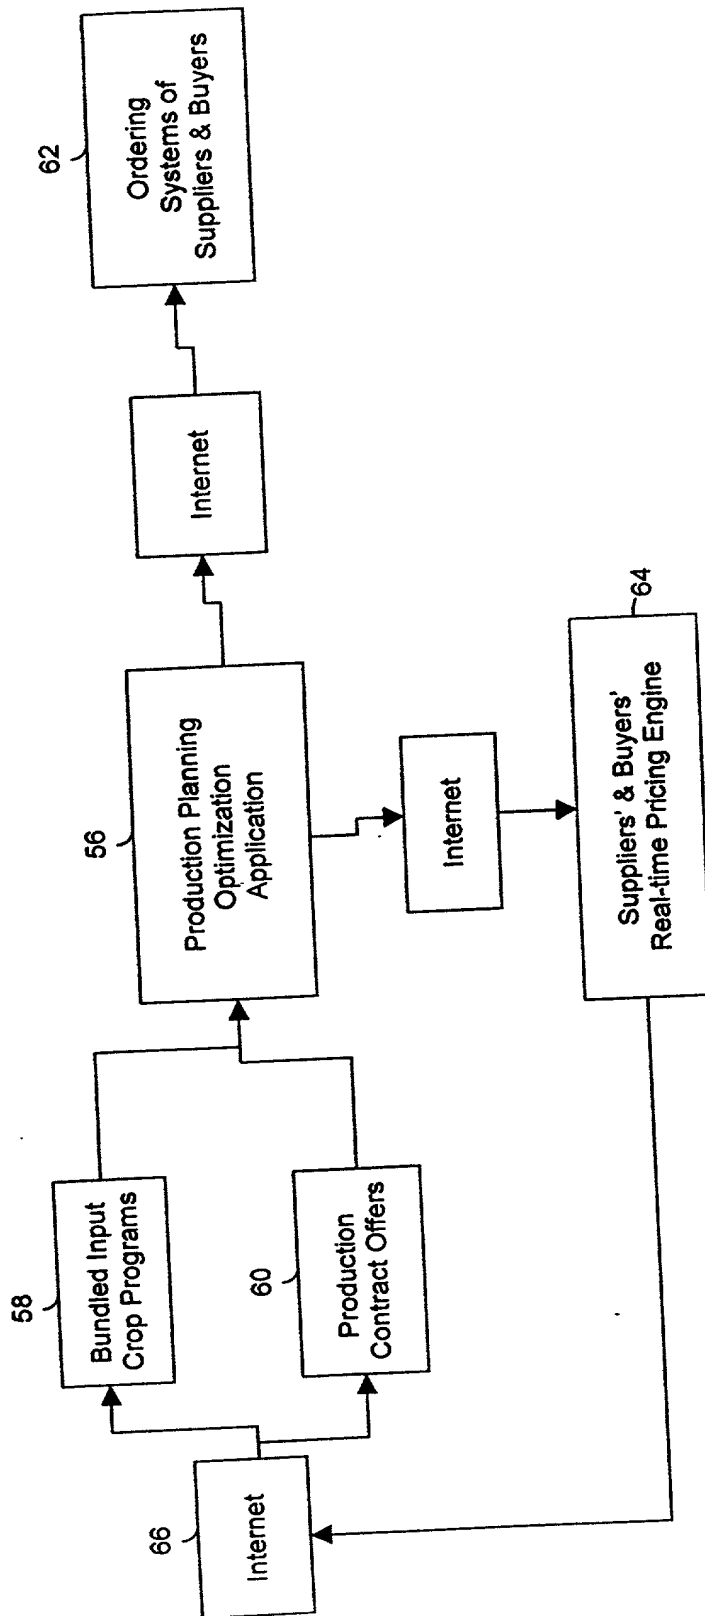 66
Internet
58
Bundled Input
Crop Programs
60
Production
Contract Offers
56
Production Planning
Optimization
Application
Internet
62
Ordering
Systems of
Suppliers & Buyers
Internet
64
Suppliers' & Buyers'
Real-time Pricing Engine